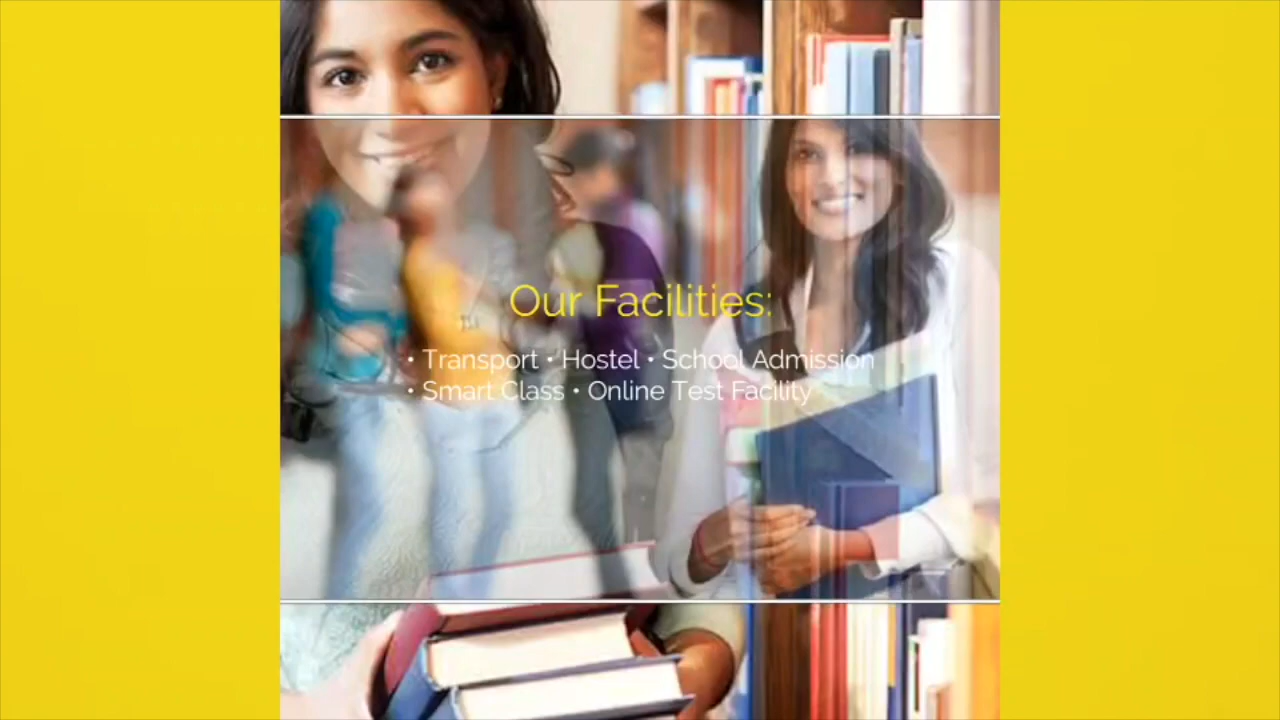 Our Facilities:
• Transport • Hostel • School Admission
• Smart Class • Online Test Facility